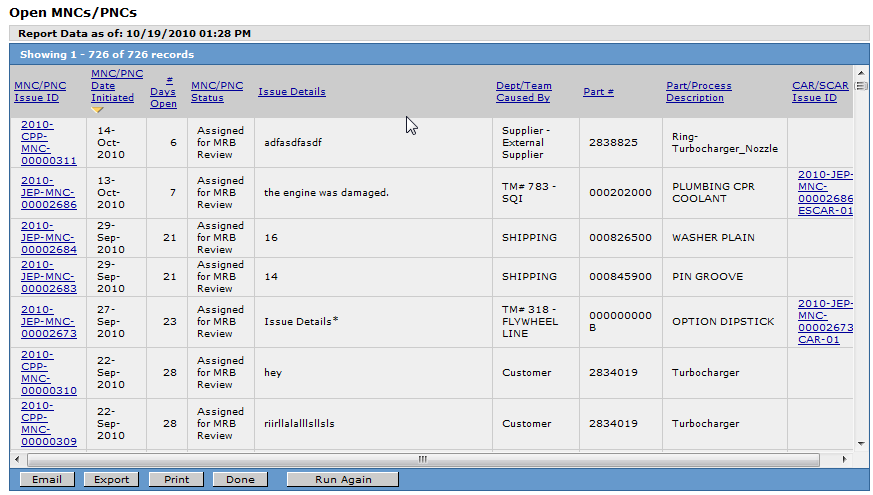 Open MNCs/PNCs
Report Data as of: 10/19/2010 01:28 PM
Showing 1 - 726 of 726 records
MNC/PNC Issue ID
MNC/PNC Date Initiated
# Days Open
MNC/PNC Status
Issue Details
Dept/Team Caused By
Part #
Part/Process Description
CAR/SCAR Issue ID
2010-CPP-MNC-00000311
14-Oct-2010
6
Assigned for MRB Review
adfasdfasdf
Supplier - External Supplier
2838825
Ring-Turbocharger_Nozzle
2010-JEP-MNC-00002686
13-Oct-2010
7
Assigned for MRB Review
the engine was damaged.
TM# 783 - SQI
000202000
PLUMBING CPR COOLANT
2010-JEP-MNC-00002686-ESCAR-01
2010-JEP-MNC-00002684
29-Sep-2010
21
Assigned for MRB Review
16
SHIPPING
000826500
WASHER PLAIN
2010-JEP-MNC-00002683
29-Sep-2010
21
Assigned for MRB Review
14
SHIPPING
000845900
PIN GROOVE
2010-JEP-MNC-00002673
27-Sep-2010
23
Assigned for MRB Review
Issue Details*
TM# 318 - FLYWHEEL LINE
000000000B
OPTION DIPSTICK
2010-JEP-MNC-00002673-CAR-01
2010-CPP-MNC-00000310
22-Sep-2010
28
Assigned for MRB Review
hey
Customer
2834019
Turbocharger
2010-CPP-MNC-00000309
22-Sep-2010
28
Assigned for MRB Review
riirllalalllsllsls
Customer
2834019
Turbocharger
Email
Export
Print
Done
Run Again